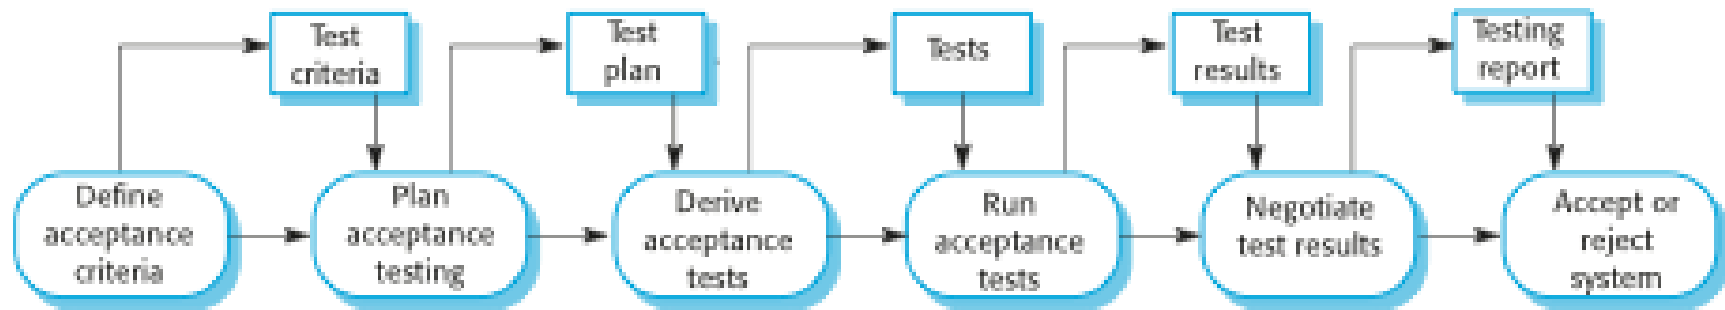 Test
criteria
Test
plan
Tests
Test
results
Testing
report
Define
acceptance
criteria
Plan
acceptance
testing
Derive
acceptance
tests
Run
acceptance
tests
Negotiate
test results
Accept or
reject
system